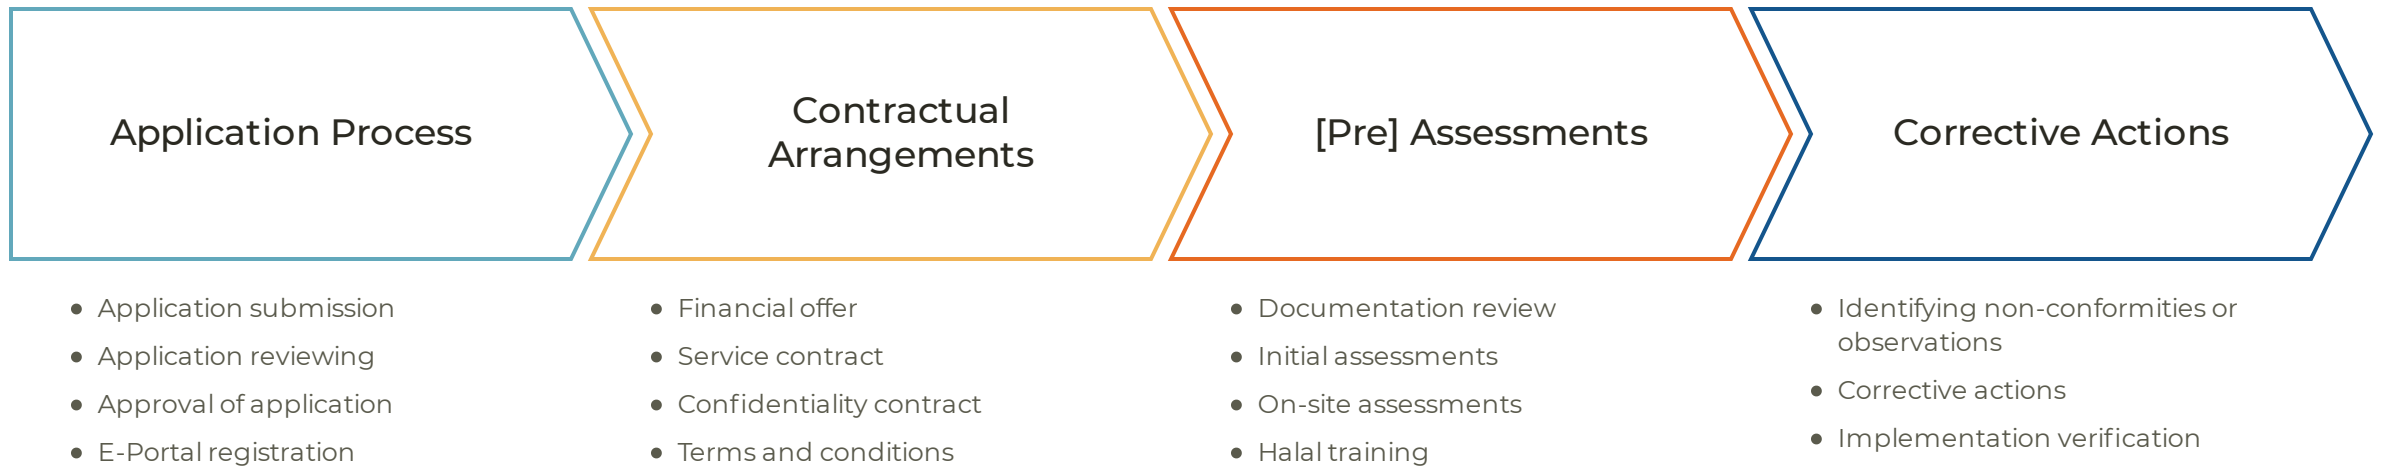 Application Process
Contractual
Arrangements
[Pre] Assessments
Corrective Actions
Application submission
Application reviewing
Approval of application
E-Portal registration
Financial offer
Service contract
Confidentiality contract
Terms and conditions
Documentation review
Initial assessments
On-site assessments
Halal training
Identifying non-conformities or
observations
Corrective actions
Implementation verification